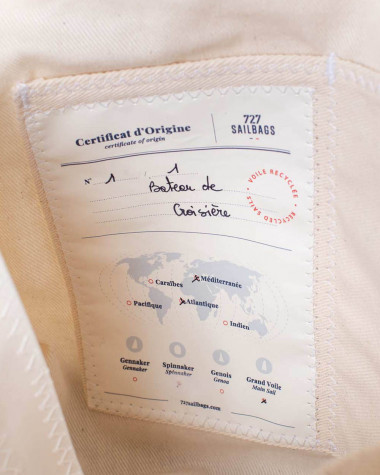 Certificat d'Origine
certificate of origin
727
SAILBAGS
N° 1
1
Bateau de
Croisière
• VOILE RECYCLÉE • RECYCLED SAILS
Caraïbes
Méditerranée
Pacifique
Atlantique
Indien
Gennaker
Gennaker
Spinnaker
Spinnaker
Genois
Genoa
Grand Voile
Main Sail
727sailbags.com